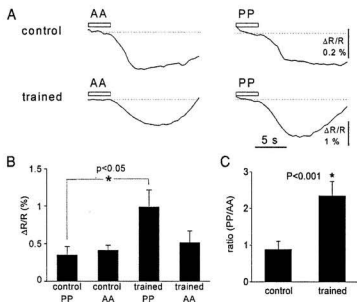 A
AA
PP
control
ΔR/R
0.2 %
AA
PP
trained
ΔR/R
1 %
5 s
B
p<0.05
*
ΔR/R (%)
1.5
1
0.5
0
control
PP
control
AA
trained
PP
trained
AA
C
P<0.001
*
ratio (PP/AA)
3
2
1
0
control
trained